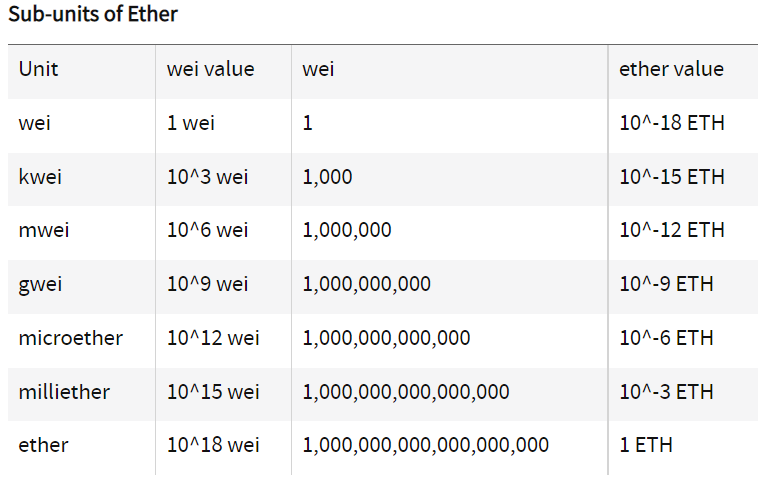 Sub-units of Ether
Unit wei value wei ether value
wei 1 wei 1 10^-18 ETH
kwei 10^3 wei 1,000 10^-15 ETH
mwei 10^6 wei 1,000,000 10^-12 ETH
gwei 10^9 wei 1,000,000,000 10^-9 ETH
microether 10^12 wei 1,000,000,000,000 10^-6 ETH
milliether 10^15 wei 1,000,000,000,000,000 10^-3 ETH
ether 10^18 wei 1,000,000,000,000,000,000 1 ETH